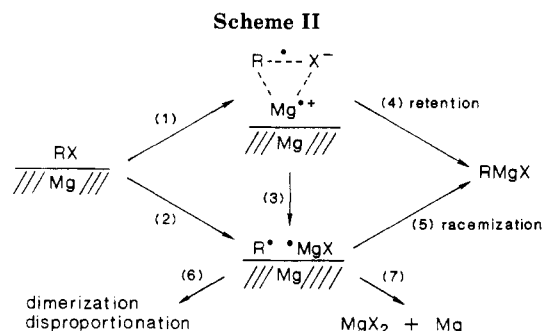 Scheme II
R•---X⁻
Mg•+
///Mg///
(1)
(4) retention
RX
///Mg///
RMgX
(2)
(3)
(5) racemization
R• •MgX
///Mg////
(6)
(7)
dimerization
disproportionation
MgX₂ + Mg